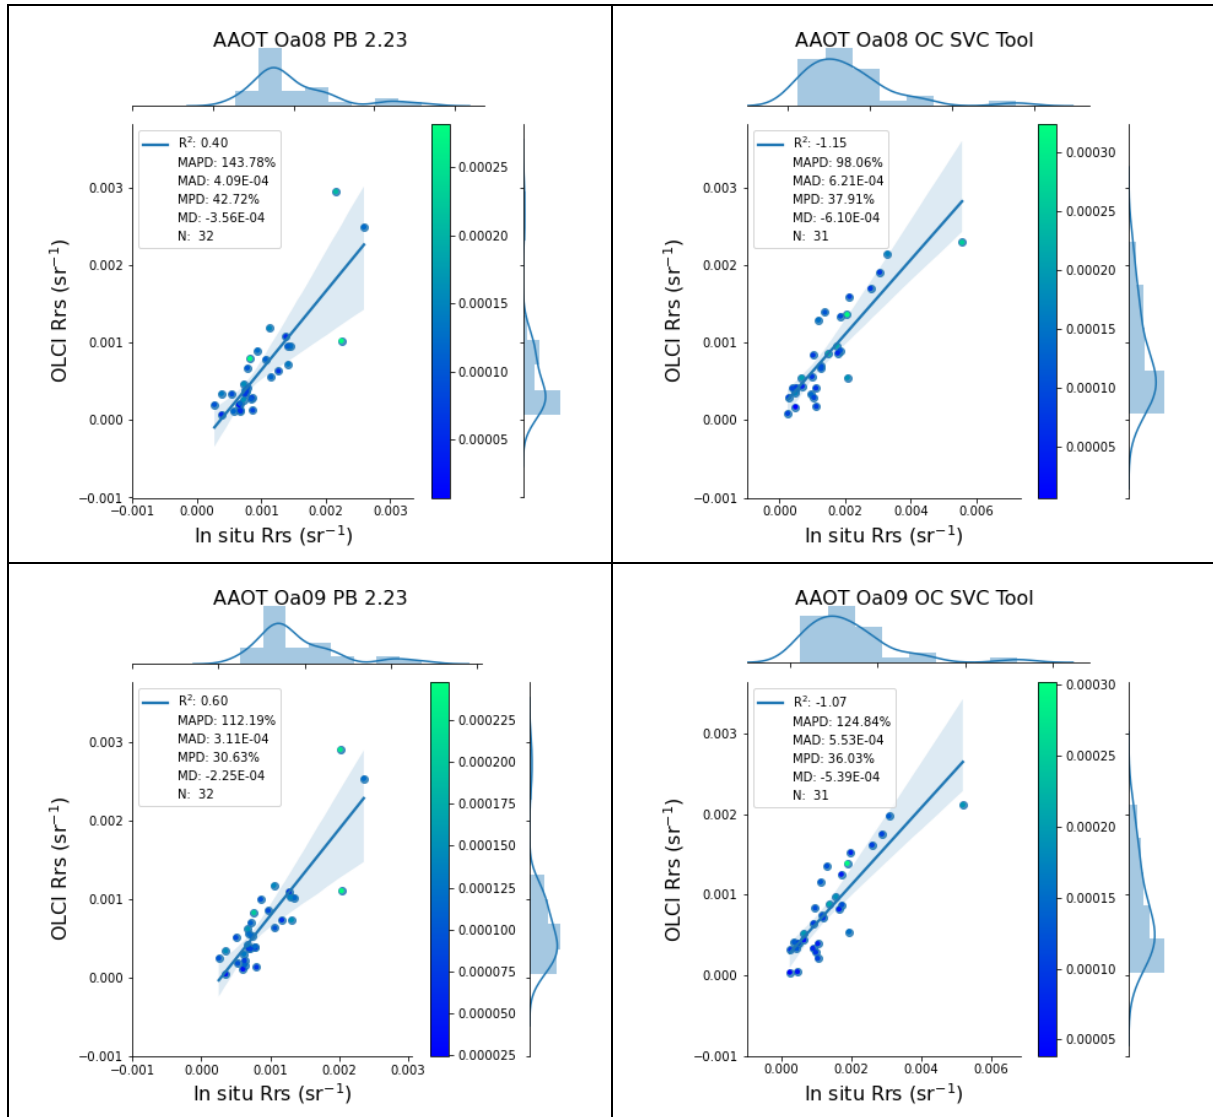 AAOT Oa08 PB 2.23
R²: 0.40
MAPD: 143.78%
MAD: 4.09E-04
MPD: 42.72%
MD: -3.56E-04
N: 32
0.003
0.002
0.001
0.000
−0.001
OLCI Rrs (sr⁻¹)
−0.001 0.000 0.001 0.002 0.003
In situ Rrs (sr⁻¹)
0.00025
0.00020
0.00015
0.00010
0.00005
AAOT Oa08 OC SVC Tool
R²: -1.15
MAPD: 98.06%
MAD: 6.21E-04
MPD: 37.91%
MD: -6.10E-04
N: 31
0.003
0.002
0.001
0.000
−0.001
OLCI Rrs (sr⁻¹)
0.000 0.002 0.004 0.006
In situ Rrs (sr⁻¹)
0.00030
0.00025
0.00020
0.00015
0.00010
0.00005
AAOT Oa09 PB 2.23
R²: 0.60
MAPD: 112.19%
MAD: 3.11E-04
MPD: 30.63%
MD: -2.25E-04
N: 32
0.003
0.002
0.001
0.000
−0.001
OLCI Rrs (sr⁻¹)
−0.001 0.000 0.001 0.002 0.003
In situ Rrs (sr⁻¹)
0.000225
0.000200
0.000175
0.000150
0.000125
0.000100
0.000075
0.000050
0.000025
AAOT Oa09 OC SVC Tool
R²: -1.07
MAPD: 124.84%
MAD: 5.53E-04
MPD: 36.03%
MD: -5.39E-04
N: 31
0.003
0.002
0.001
0.000
−0.001
OLCI Rrs (sr⁻¹)
0.000 0.002 0.004 0.006
In situ Rrs (sr⁻¹)
0.00030
0.00025
0.00020
0.00015
0.00010
0.00005